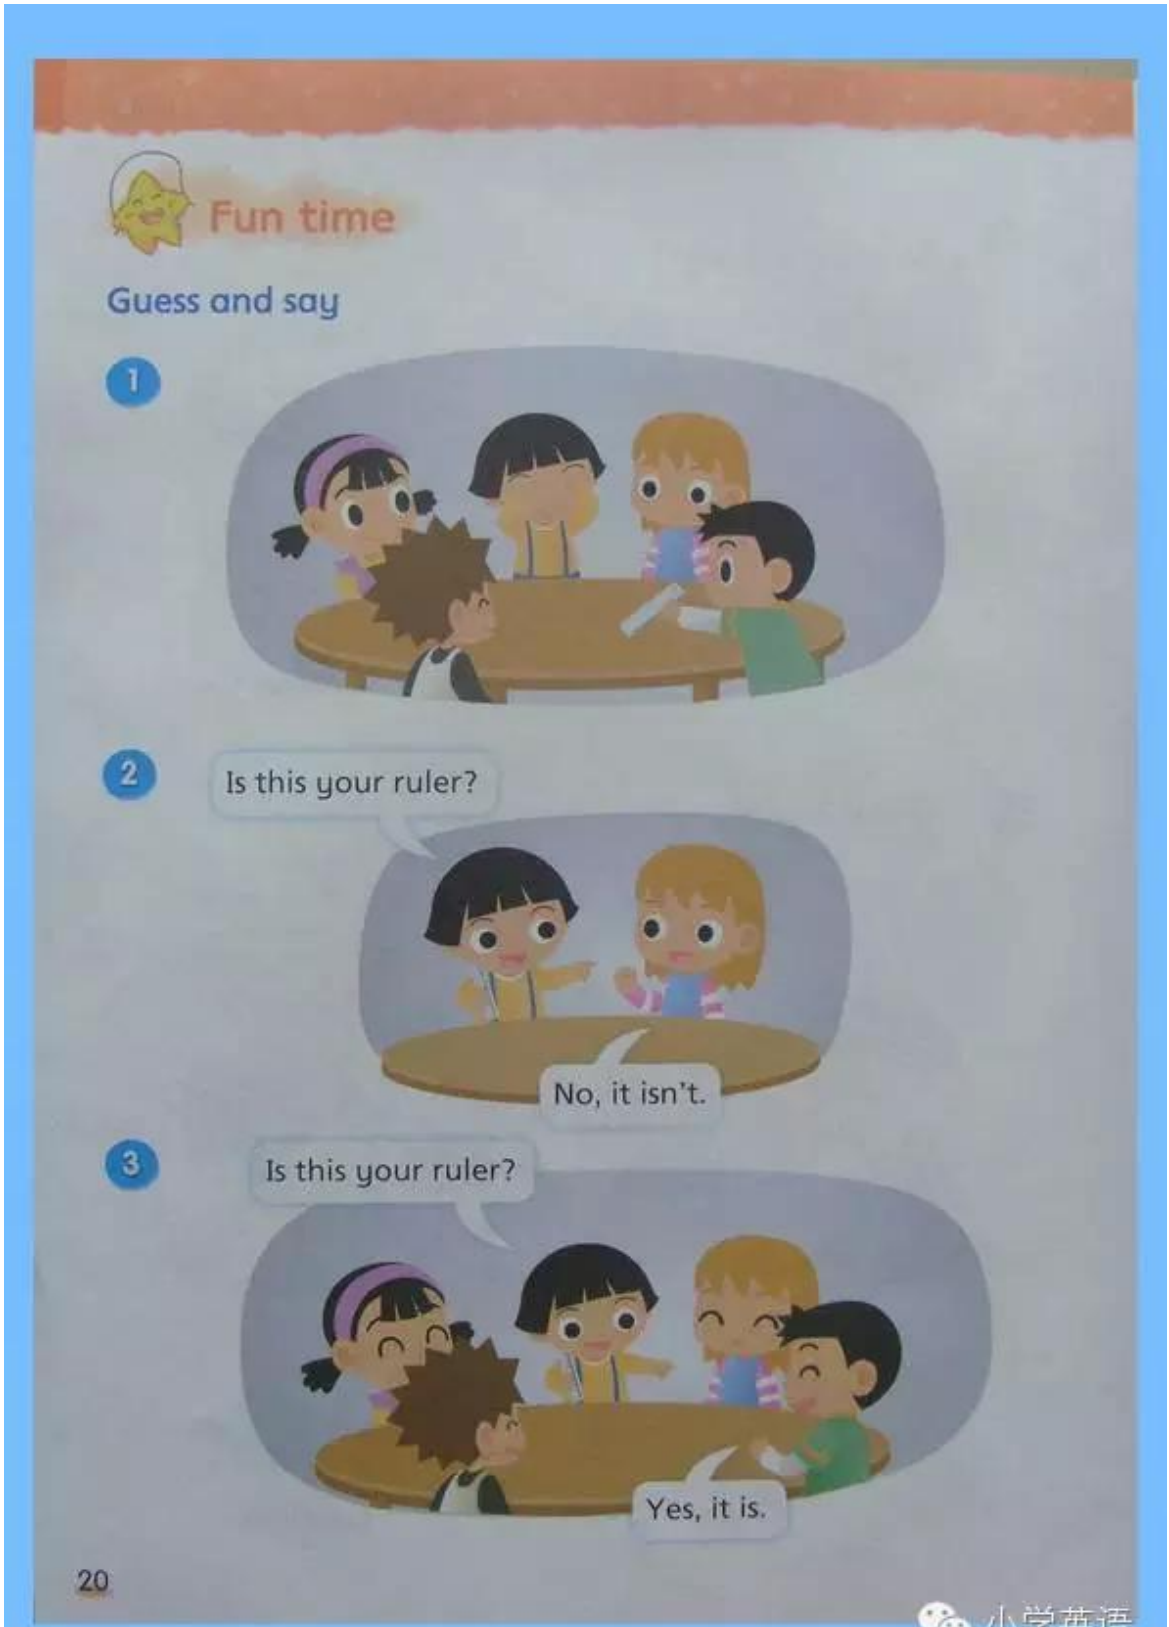 Fun time
Guess and say
1
2
Is this your ruler?
No, it isn't.
3
Is this your ruler?
Yes, it is.
20
小学英语